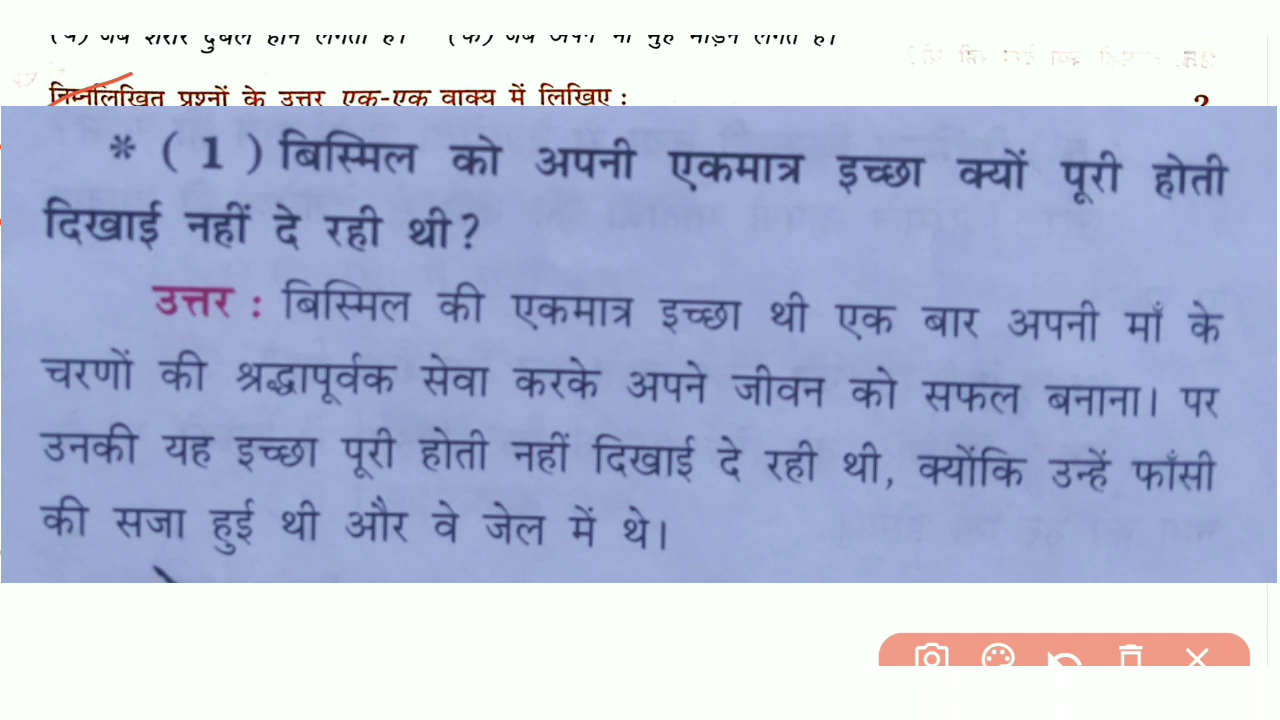 निम्नलिखित प्रश्नों के उत्तर एक-एक वाक्य में लिखिए :
* ( 1 ) बिस्मिल को अपनी एकमात्र इच्छा क्यों पूरी होती
दिखाई नहीं दे रही थी?
उत्तर : बिस्मिल की एकमात्र इच्छा थी एक बार अपनी माँ के
चरणों की श्रद्धापूर्वक सेवा करके अपने जीवन को सफल बनाना। पर
उनकी यह इच्छा पूरी होती नहीं दिखाई दे रही थी, क्योंकि उन्हें फाँसी
की सजा हुई थी और वे जेल में थे।